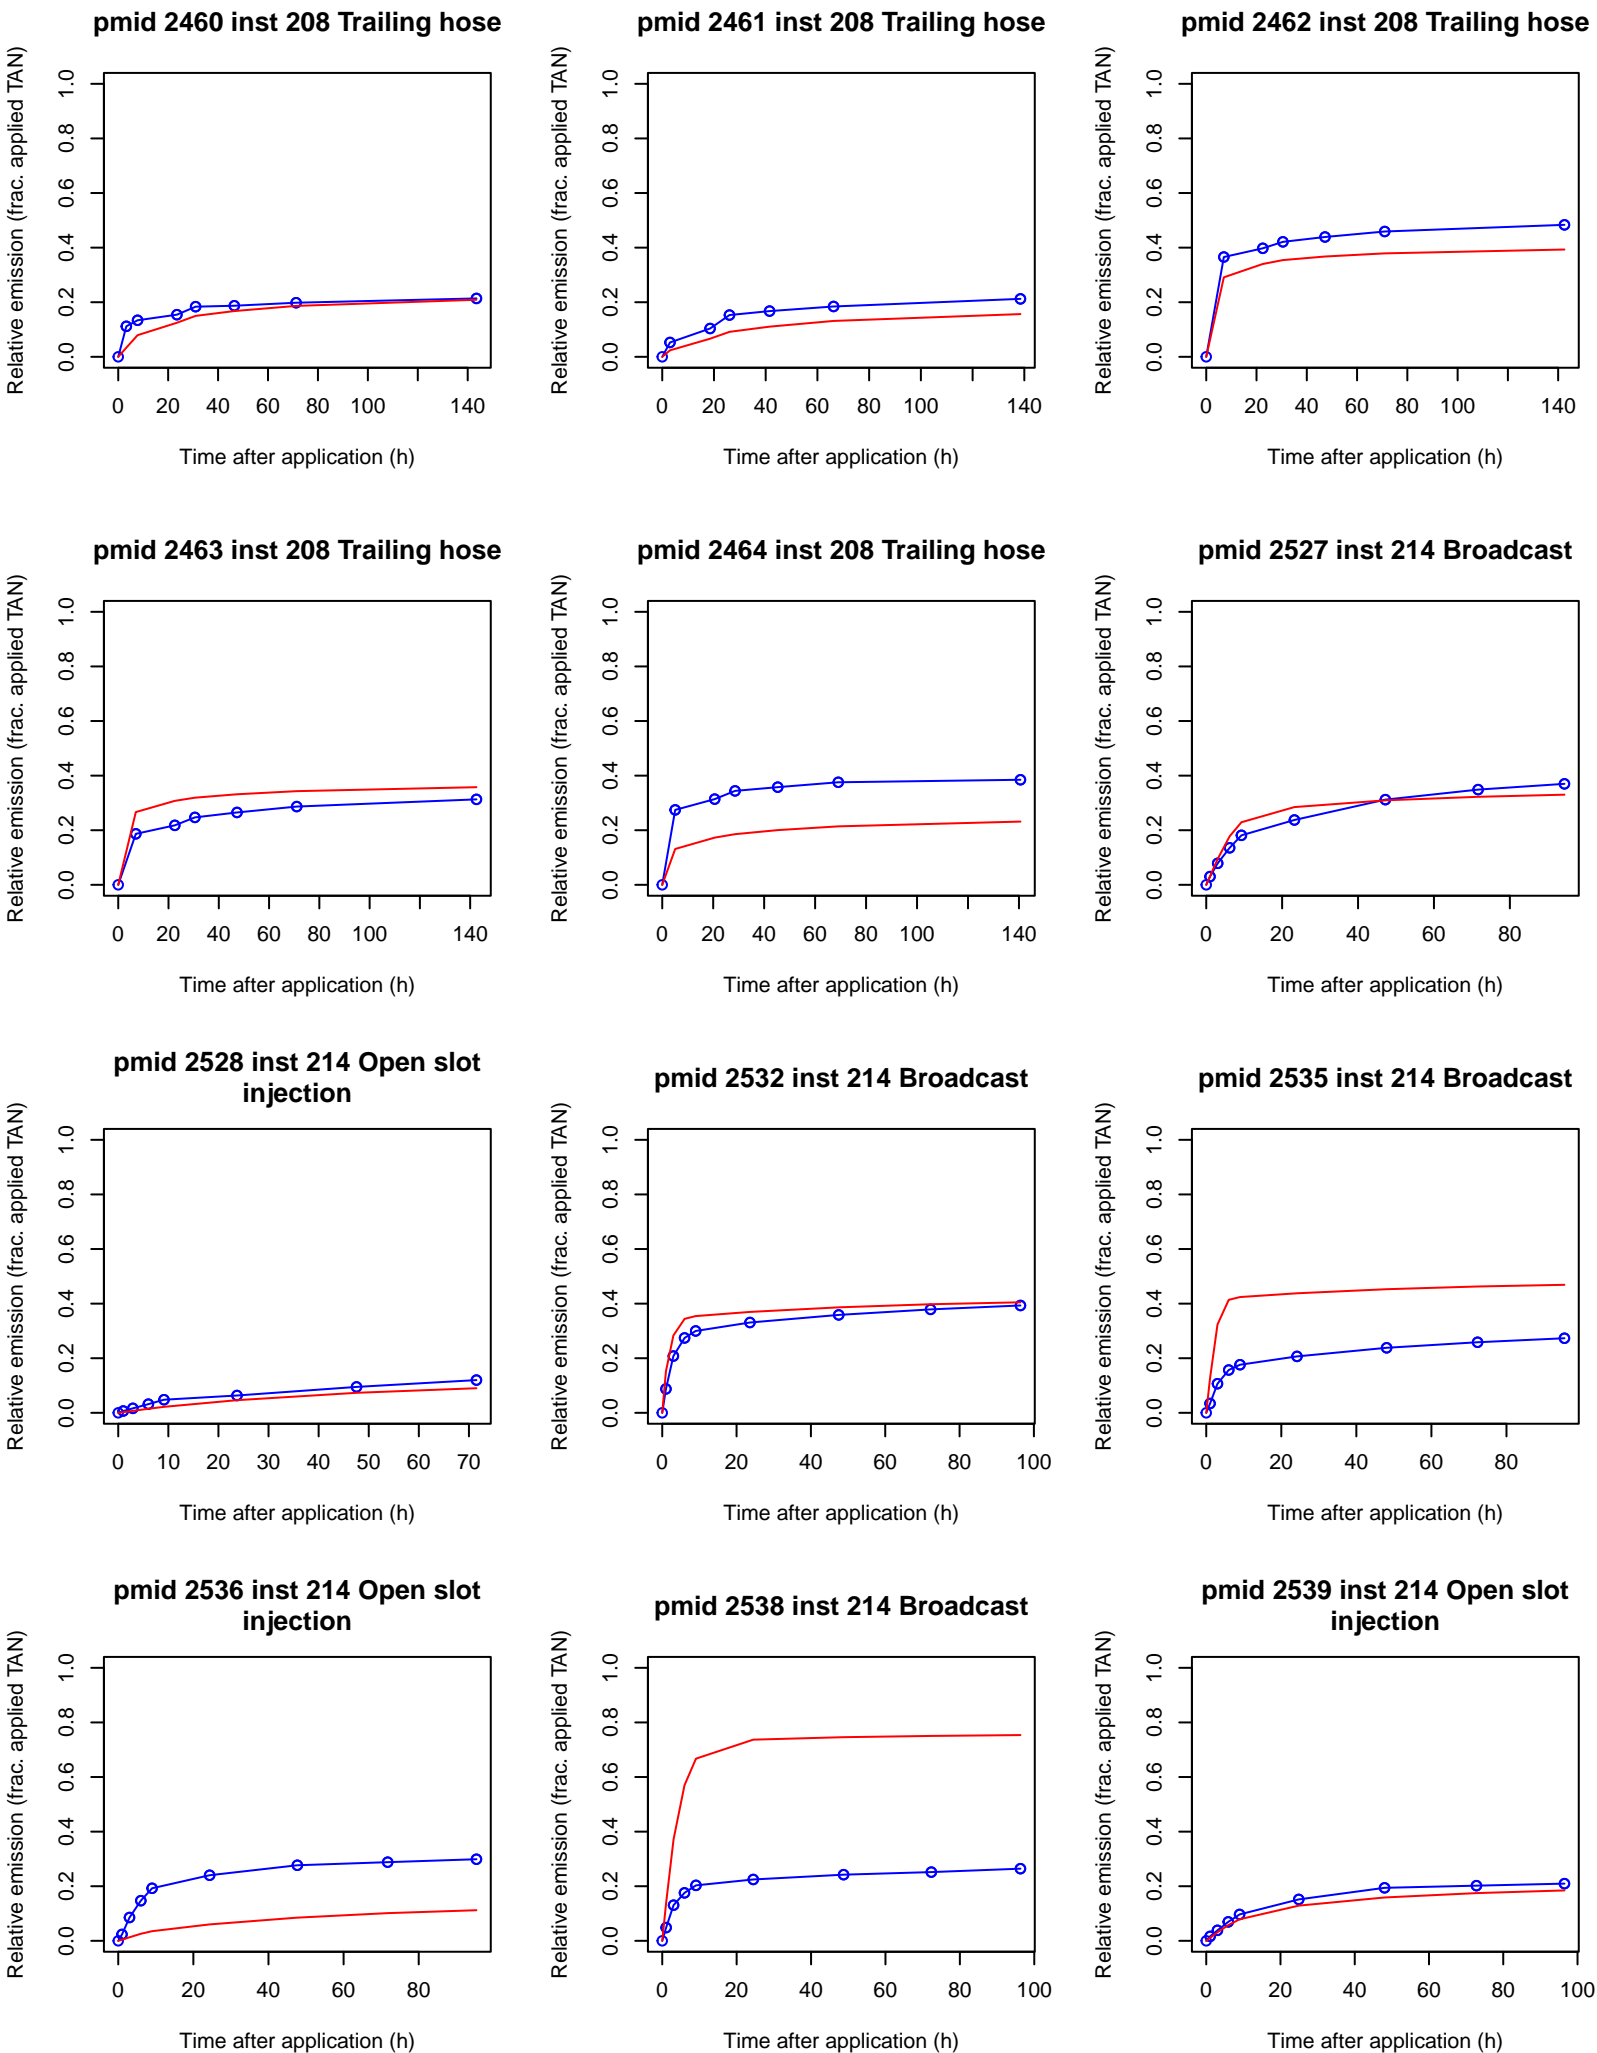 pmid 2460 inst 208 Trailing hose
Relative emission (frac. applied TAN)
1.0
0.8
0.6
0.4
0.2
0.0
0 20 40 60 80 100 140
Time after application (h)
pmid 2461 inst 208 Trailing hose
Relative emission (frac. applied TAN)
1.0
0.8
0.6
0.4
0.2
0.0
0 20 40 60 80 100 140
Time after application (h)
pmid 2462 inst 208 Trailing hose
Relative emission (frac. applied TAN)
1.0
0.8
0.6
0.4
0.2
0.0
0 20 40 60 80 100 140
Time after application (h)
pmid 2463 inst 208 Trailing hose
Relative emission (frac. applied TAN)
1.0
0.8
0.6
0.4
0.2
0.0
0 20 40 60 80 100 140
Time after application (h)
pmid 2464 inst 208 Trailing hose
Relative emission (frac. applied TAN)
1.0
0.8
0.6
0.4
0.2
0.0
0 20 40 60 80 100 140
Time after application (h)
pmid 2527 inst 214 Broadcast
Relative emission (frac. applied TAN)
1.0
0.8
0.6
0.4
0.2
0.0
0 20 40 60 80
Time after application (h)
pmid 2528 inst 214 Open slot
injection
Relative emission (frac. applied TAN)
1.0
0.8
0.6
0.4
0.2
0.0
0 10 20 30 40 50 60 70
Time after application (h)
pmid 2532 inst 214 Broadcast
Relative emission (frac. applied TAN)
1.0
0.8
0.6
0.4
0.2
0.0
0 20 40 60 80 100
Time after application (h)
pmid 2535 inst 214 Broadcast
Relative emission (frac. applied TAN)
1.0
0.8
0.6
0.4
0.2
0.0
0 20 40 60 80
Time after application (h)
pmid 2536 inst 214 Open slot
injection
Relative emission (frac. applied TAN)
1.0
0.8
0.6
0.4
0.2
0.0
0 20 40 60 80
Time after application (h)
pmid 2538 inst 214 Broadcast
Relative emission (frac. applied TAN)
1.0
0.8
0.6
0.4
0.2
0.0
0 20 40 60 80 100
Time after application (h)
pmid 2539 inst 214 Open slot
injection
Relative emission (frac. applied TAN)
1.0
0.8
0.6
0.4
0.2
0.0
0 20 40 60 80 100
Time after application (h)